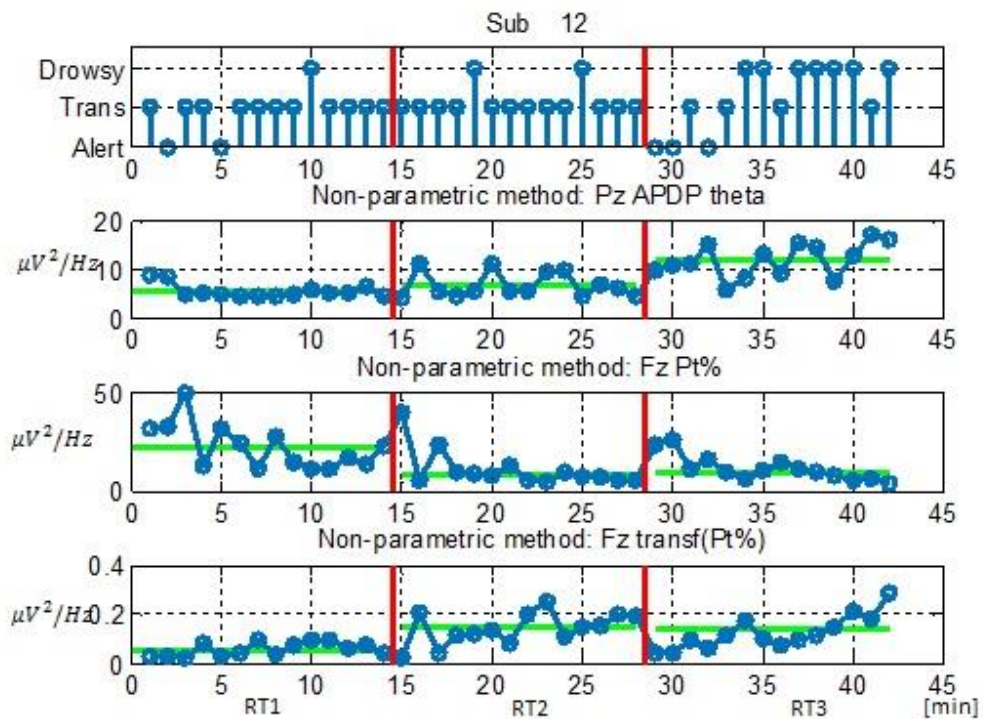 Sub 12
Drowsy
Trans
Alert
0 5 10 15 20 25 30 35 40 45
Non-parametric method: Pz APDP theta
20
μV²/Hz 10
0
0 5 10 15 20 25 30 35 40 45
Non-parametric method: Fz Pt%
50
μV²/Hz
0
0 5 10 15 20 25 30 35 40 45
Non-parametric method: Fz transf(Pt%)
0.4
μV²/Hz 0.2
0
0 5 10 15 20 25 30 35 40 45
RT1 RT2 RT3 [min]